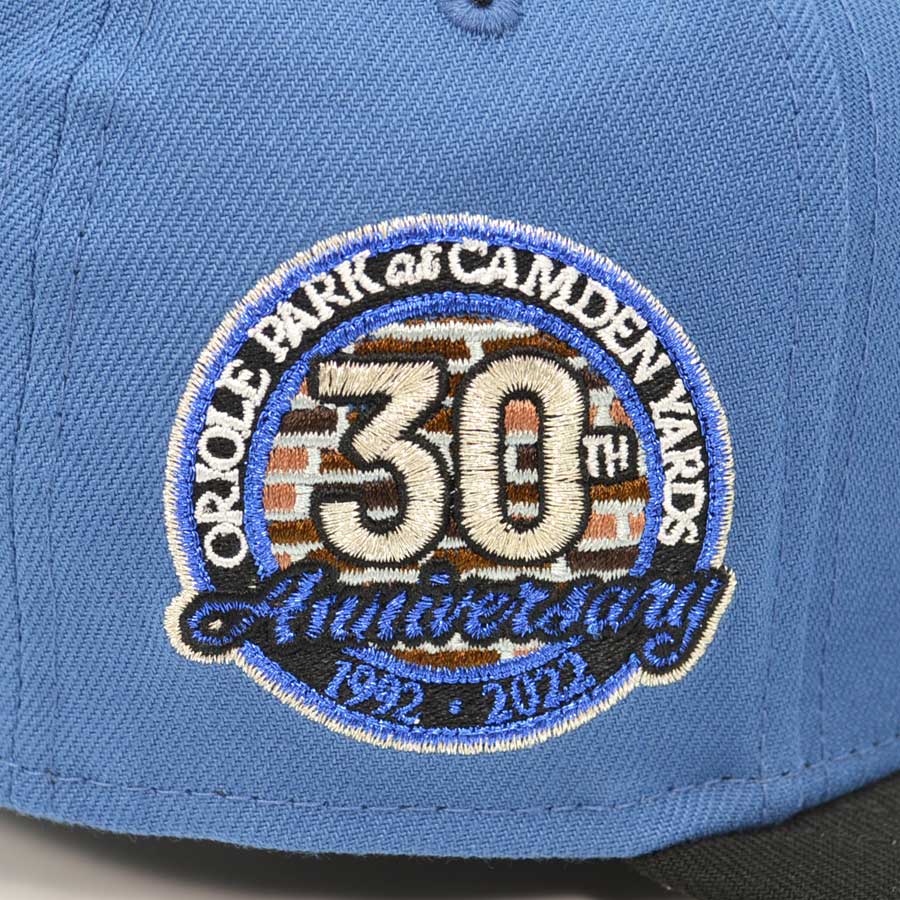 ORIOLE PARK at CAMDEN YARDS
30TH
Anniversary
1992 · 2022